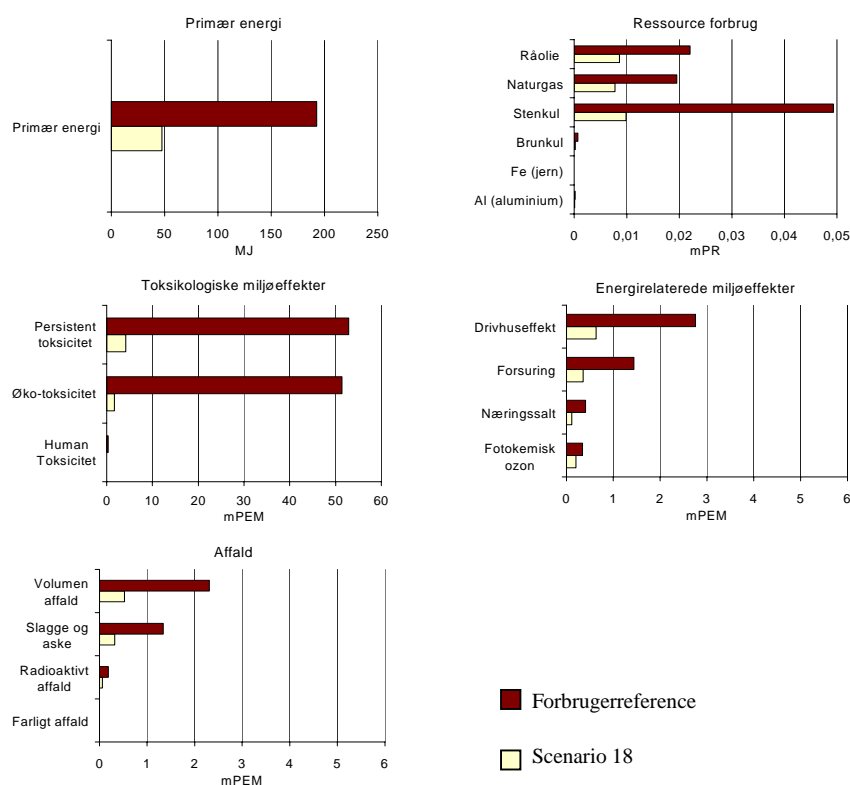 Primær energi
Primær energi
0 50 100 150 200 250
MJ
Ressource forbrug
Råolie
Naturgas
Stenkul
Brunkul
Fe (jern)
Al (aluminium)
0 0,01 0,02 0,03 0,04 0,05
mPR
Toksikologiske miljøeffekter
Persistent
toksicitet
Øko-toksicitet
Human
Toksicitet
0 10 20 30 40 50 60
mPEM
Energirelaterede miljøeffekter
Drivhuseffekt
Forsuring
Næringssalt
Fotokemisk
ozon
0 1 2 3 4 5 6
mPEM
Affald
Volumen
affald
Slagge og
aske
Radioaktivt
affald
Farligt affald
0 1 2 3 4 5 6
mPEM
Forbrugerreference
Scenario 18